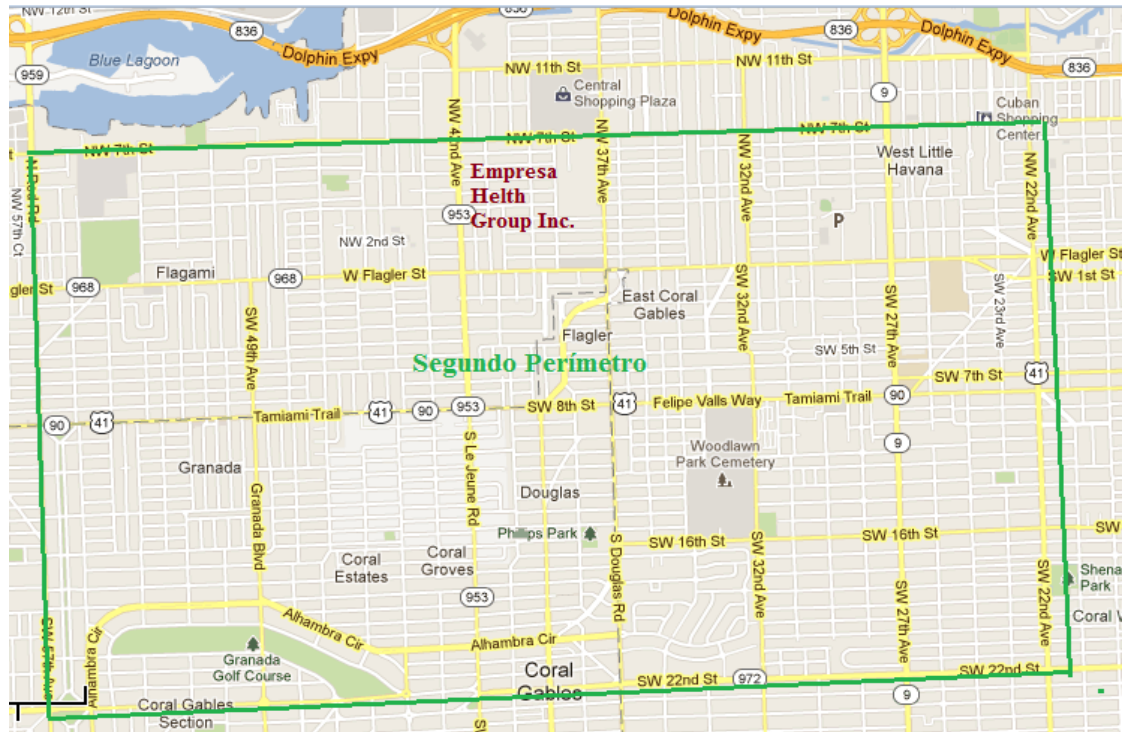 NW 12th St
836
836
Dolphin Expy
Dolphin Expy
836
Dolphin Expy
836
Blue Lagoon
959
NW 11th St
NW 11th St
Central
Shopping Plaza
9
Cuban
Shopping
Center
NW 7th St
NW 7th St
NW 7th St
N Red Rd
NW 57th Ct
NW 42nd Ave
NW 37th Ave
NW 32nd Ave
NW 22nd Ave
West Little
Havana
Empresa
Helth
Group Inc.
953
P
NW 2nd St
Flagami
968
968
W Flagler St
W Flagler St
SW 1st St
gler St
East Coral
Gables
Flagler
SW 49th Ave
SW 32nd Ave
SW 27th Ave
SW 23rd Ave
Segundo Perímetro
SW 5th St
SW 7th St
41
90
41
Tamiami Trail
41
90
953
SW 8th St
41
Felipe Valls Way
Tamiami Trail
90
9
Granada
Granada Blvd
S Le Jeune Rd
Woodlawn
Park Cemetery
Douglas
Phillips Park
S Douglas Rd
SW 16th St
SW 16th St
SW
Coral
Estates
Coral
Groves
953
SW 32nd Ave
SW 27th Ave
SW 22nd Ave
Shena
Park
Coral W
Alhambra Cir
Alhambra Cir
Alhambra Cir
SW 57th Ave
Granada
Golf Course
Coral
Gables
SW 22nd St
972
SW 22nd St
9
Coral Gables
Section